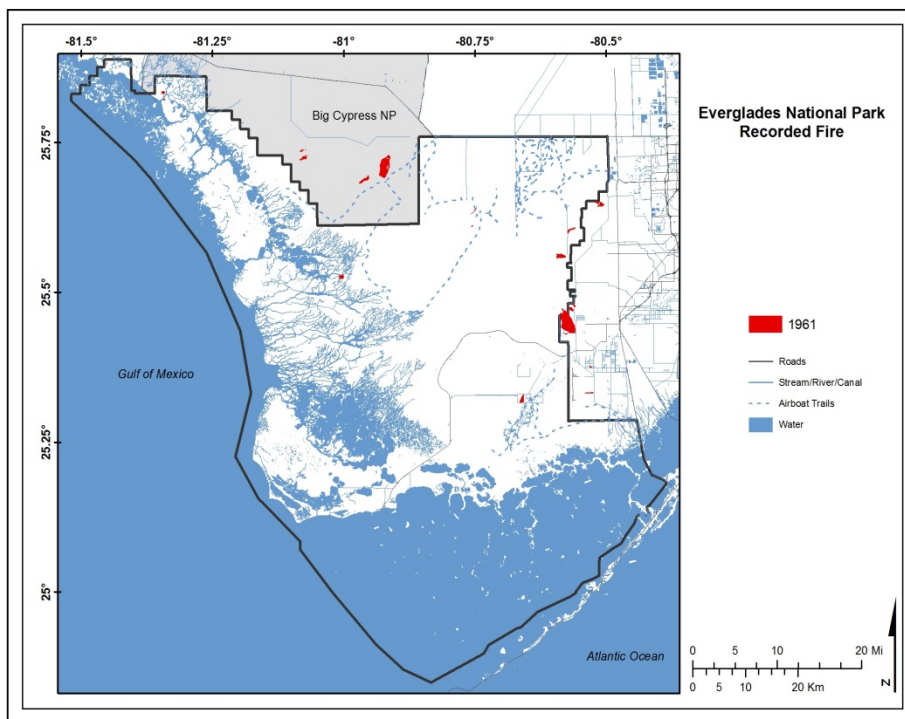 -81.5°
-81.25°
-81°
-80.75°
-80.5°
Big Cypress NP
Everglades National Park
Recorded Fire
25.75°
25.5°
25.25°
25°
Gulf of Mexico
Atlantic Ocean
1961
Roads
Stream/River/Canal
Airboat Trails
Water
0 5 10 20 Mi
0 5 10 20 Km
N